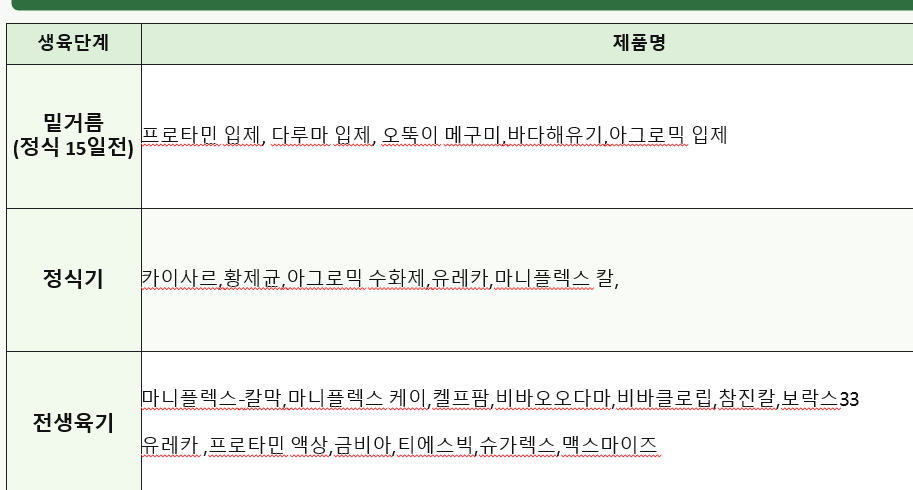 생육단계 제품명
밑거름
(정식 15일전)
프로타민 입제, 다루마 입제, 오뚝이 메구미,바다해유기,아그로믹 입제
정식기
카이사르,황제균,아그로믹 수화제,유레카,마니플렉스 칼,
전생육기
마니플렉스-칼막,마니플렉스 케이,켈프팜,비바오오다마,비바클로립,참진칼,보락스33
유레카 ,프로타민 액상,금비아,티에스빅,슈가렉스,맥스마이즈